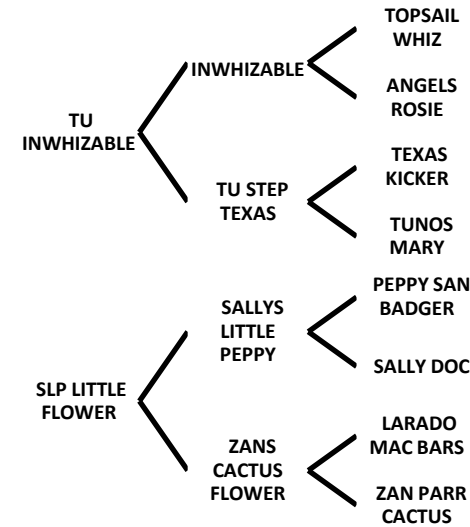 TOPSAIL
WHIZ
INWHIZABLE
ANGELS
ROSIE
TU
INWHIZABLE
TEXAS
KICKER
TU STEP
TEXAS
TUNOS
MARY
PEPPY SAN
BADGER
SALLYS
LITTLE
PEPPY
SALLY DOC
SLP LITTLE
FLOWER
LARADO
MAC BARS
ZANS
CACTUS
FLOWER
ZAN PARR
CACTUS